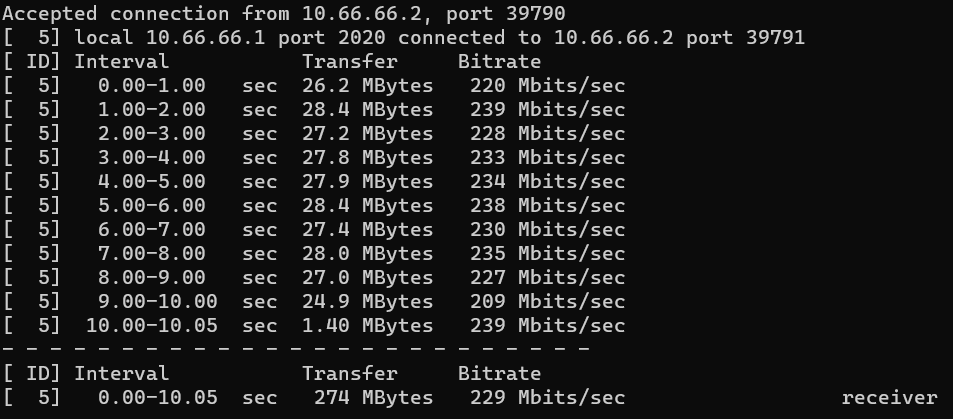 Accepted connection from 10.66.66.2, port 39790
[  5] local 10.66.66.1 port 2020 connected to 10.66.66.2 port 39791
[ ID] Interval           Transfer     Bitrate
[  5]   0.00-1.00   sec  26.2 MBytes   220 Mbits/sec
[  5]   1.00-2.00   sec  28.4 MBytes   239 Mbits/sec
[  5]   2.00-3.00   sec  27.2 MBytes   228 Mbits/sec
[  5]   3.00-4.00   sec  27.8 MBytes   233 Mbits/sec
[  5]   4.00-5.00   sec  27.9 MBytes   234 Mbits/sec
[  5]   5.00-6.00   sec  28.4 MBytes   238 Mbits/sec
[  5]   6.00-7.00   sec  27.4 MBytes   230 Mbits/sec
[  5]   7.00-8.00   sec  28.0 MBytes   235 Mbits/sec
[  5]   8.00-9.00   sec  27.0 MBytes   227 Mbits/sec
[  5]   9.00-10.00  sec  24.9 MBytes   209 Mbits/sec
[  5]  10.00-10.05  sec  1.40 MBytes   239 Mbits/sec
- - - - - - - - - - - - - - - - - - - - - - - - -
[ ID] Interval           Transfer     Bitrate
[  5]   0.00-10.05  sec   274 MBytes   229 Mbits/sec                  receiver